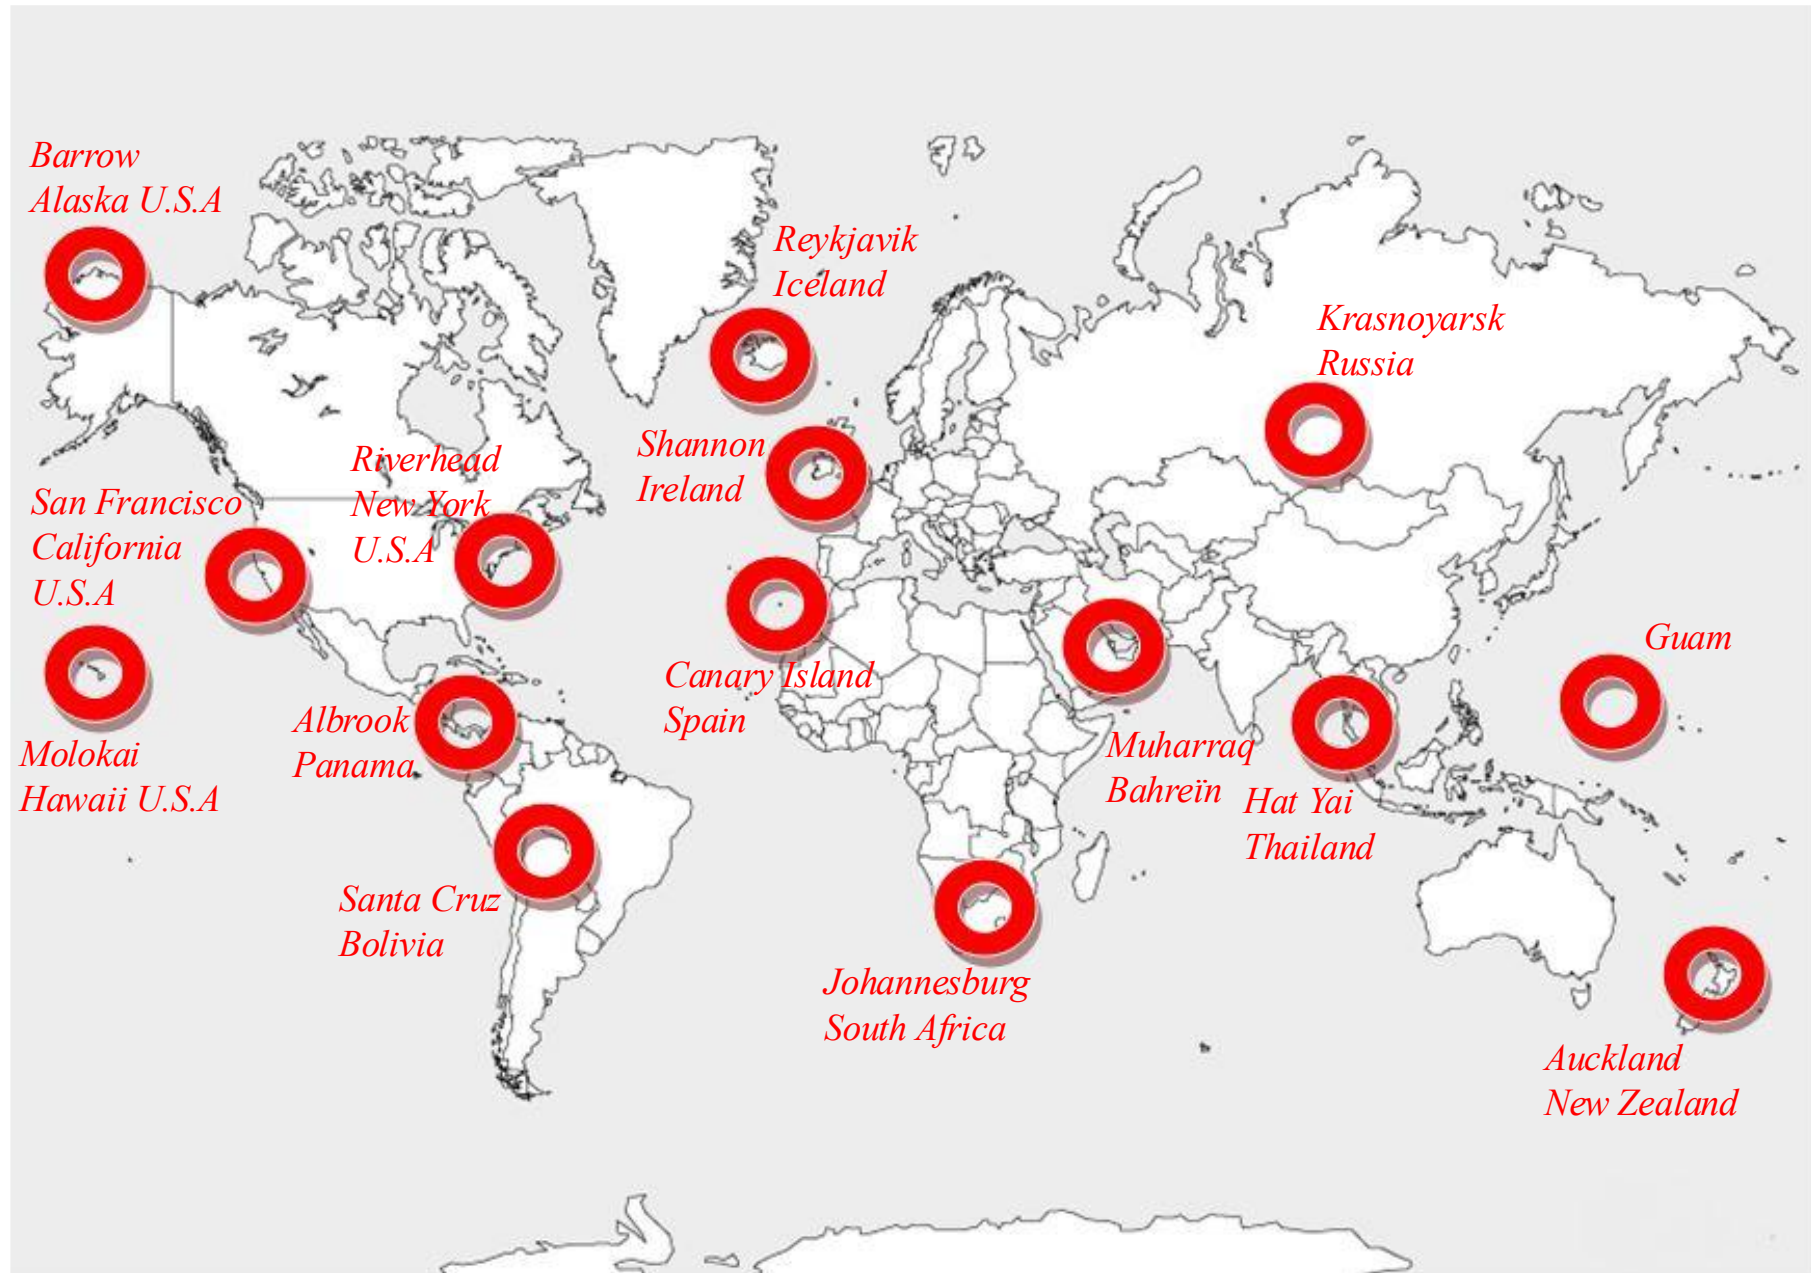 Barrow
Alaska U.S.A
Reykjavik
Iceland
Krasnoyarsk
Russia
Shannon
Ireland
Riverhead
New York
U.S.A
San Francisco
California
U.S.A
Guam
Canary Island
Spain
Albrook
Panama
Molokai
Hawaii U.S.A
Muharraq
Bahreïn
Hat Yai
Thailand
Santa Cruz
Bolivia
Johannesburg
South Africa
Auckland
New Zealand